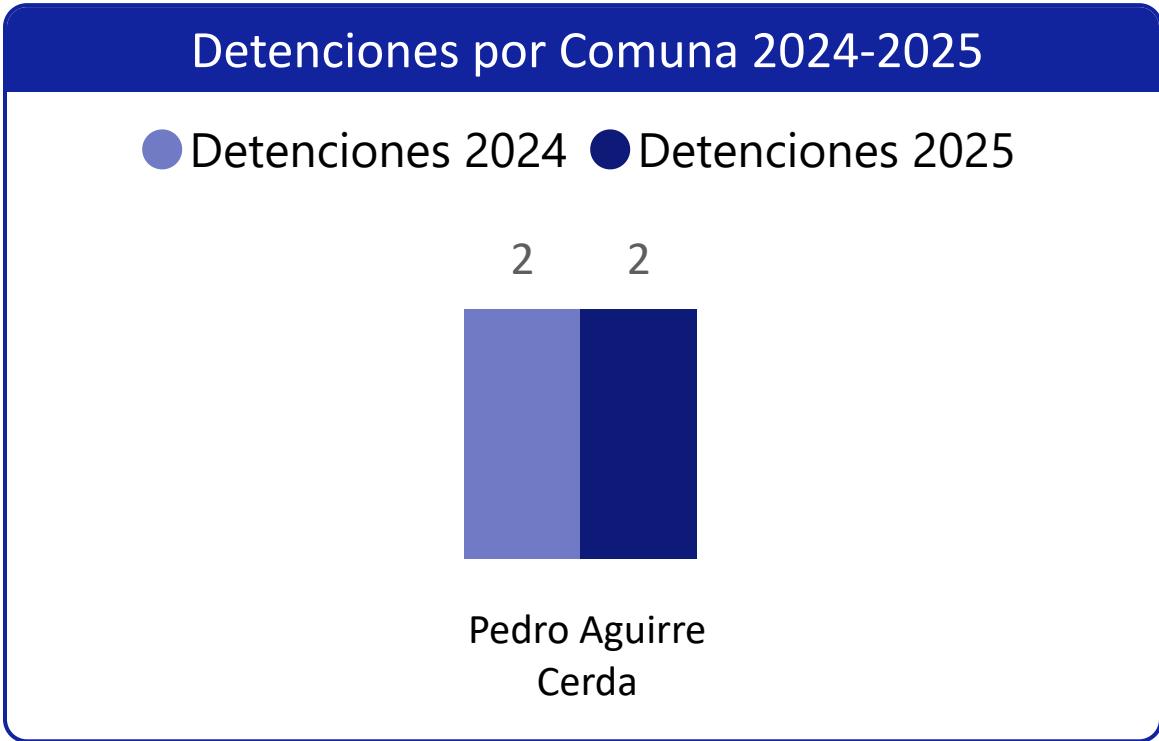 Detenciones por Comuna 2024-2025
Detenciones 2024 Detenciones 2025
2 2
Pedro Aguirre
Cerda